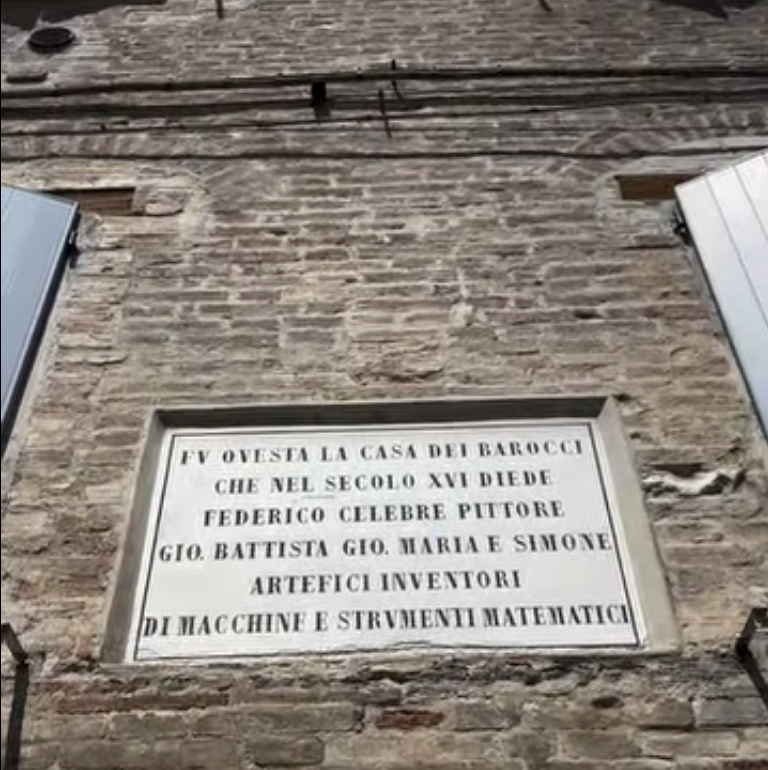 FV QVESTA LA CASA DEI BAROCCI
CHE NEL SECOLO XVI DIEDE
FEDERICO CELEBRE PITTORE
GIO. BATTISTA GIO. MARIA E SIMONE
ARTEFICI INVENTORI
DI MACCHINE E STRVMENTI MATEMATICI